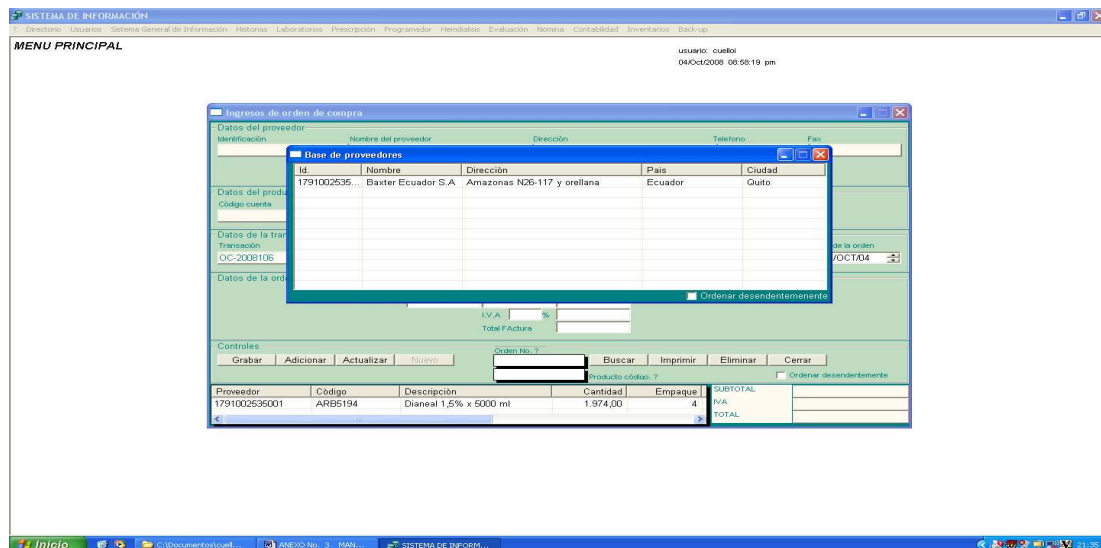 SISTEMA DE INFORMACIÓN
? Directorio Usuarios Sistema General de Información Historias Laboratorios Prescripción Programador Hemdialisis Evaluación Nomina Contabilidad Inventarios Back-up
MENU PRINCIPAL
usuario: cuelloi
04/Oct/2008 08:58:19 pm
Ingresos de orden de compra
Datos del proveedor
Identificación Nombre del proveedor Dirección Telefono Fax
Base de proveedores
Id. Nombre Dirección Pais Ciudad
1791002535... Baxter Ecuador S.A Amazonas N26-117 y orellana Ecuador Quito
Datos del produ
Código cuenta
Datos de la tran
Transación de la orden
OC-2008106 /OCT/04
Datos de la orde
Ordenar desendentemenente
I.V.A %
Total FActura
Controles
Orden No. ?
Grabar Adicionar Actualizar Nuevo Buscar Imprimir Eliminar Cerrar
Producto código. ? Ordenar desendentemente
Proveedor Código Descripción Cantidad Empaque SUBTOTAL
1791002535001 ARB5194 Dianeal 1,5% x 5000 ml 1.974,00 4 IVA
TOTAL
Inicio C:\Documentos\cuell... ANEXO No. 3 MAN... SISTEMA DE INFORM... 21:35